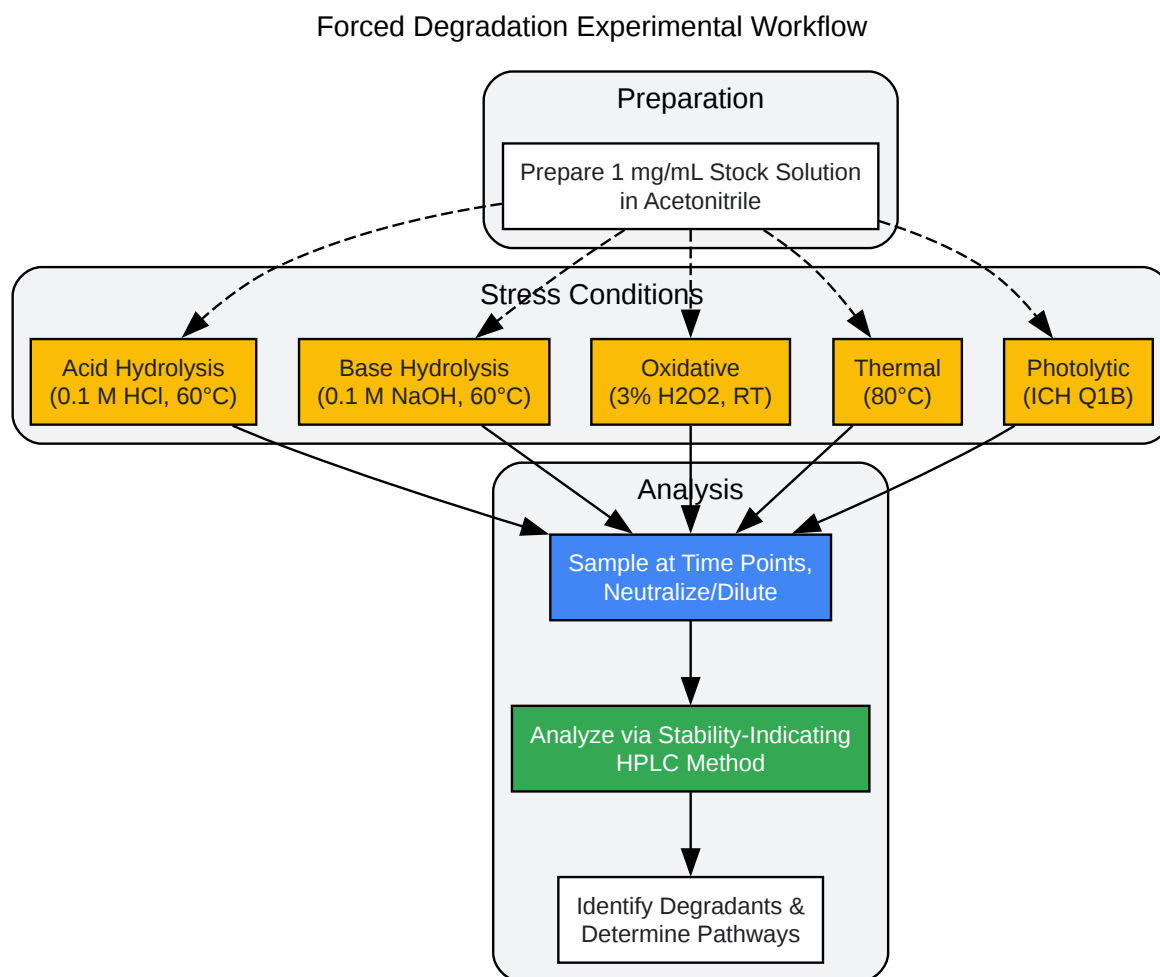 Forced Degradation Experimental Workflow
Preparation
Prepare 1 mg/mL Stock Solution
in Acetonitrile
Stress Conditions
Acid Hydrolysis
(0.1 M HCl, 60°C)
Base Hydrolysis
(0.1 M NaOH, 60°C)
Oxidative
(3% H2O2, RT)
Thermal
(80°C)
Photolytic
(ICH Q1B)
Analysis
Sample at Time Points,
Neutralize/Dilute
Analyze via Stability-Indicating
HPLC Method
Identify Degradants &
Determine Pathways